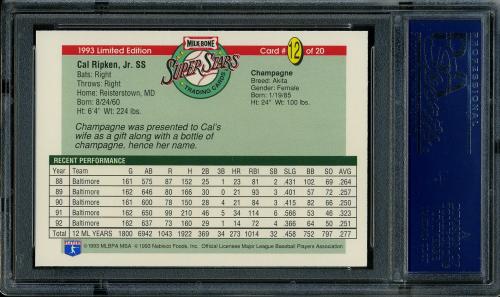 1993 Limited Edition
MILK-BONE
SUPER STARS
TRADING CARDS
Card # 12 of 20
Cal Ripken, Jr. SS
Bats: Right
Throws: Right
Home: Reisterstown, MD
Born: 8/24/60
Ht: 6'4" Wt: 224 lbs.
Champagne
Breed: Akita
Gender: Female
Born: 1/19/85
Ht: 24" Wt: 100 lbs.
Champagne was presented to Cal's
wife as a gift along with a bottle of
champagne, hence her name.
RECENT PERFORMANCE
Year Team G AB R H 2B 3B HR RBI SB SLG BB SO AVG
88 Baltimore 161 575 87 152 25 1 23 81 2 .431 102 69 .264
89 Baltimore 162 646 80 166 30 0 21 93 3 .401 57 72 .257
90 Baltimore 161 600 78 150 28 4 21 84 3 .415 82 66 .250
91 Baltimore 162 650 99 210 46 5 34 114 6 .566 53 46 .323
92 Baltimore 162 637 73 160 29 1 14 72 4 .366 64 50 .251
Total 12 ML YEARS 1800 6942 1043 1922 369 34 273 1014 32 .458 752 797 .277
© 1993 MLBPA MSA © 1993 Nabisco Foods, Inc. Official Licensee Major League Baseball Players Association
PSA